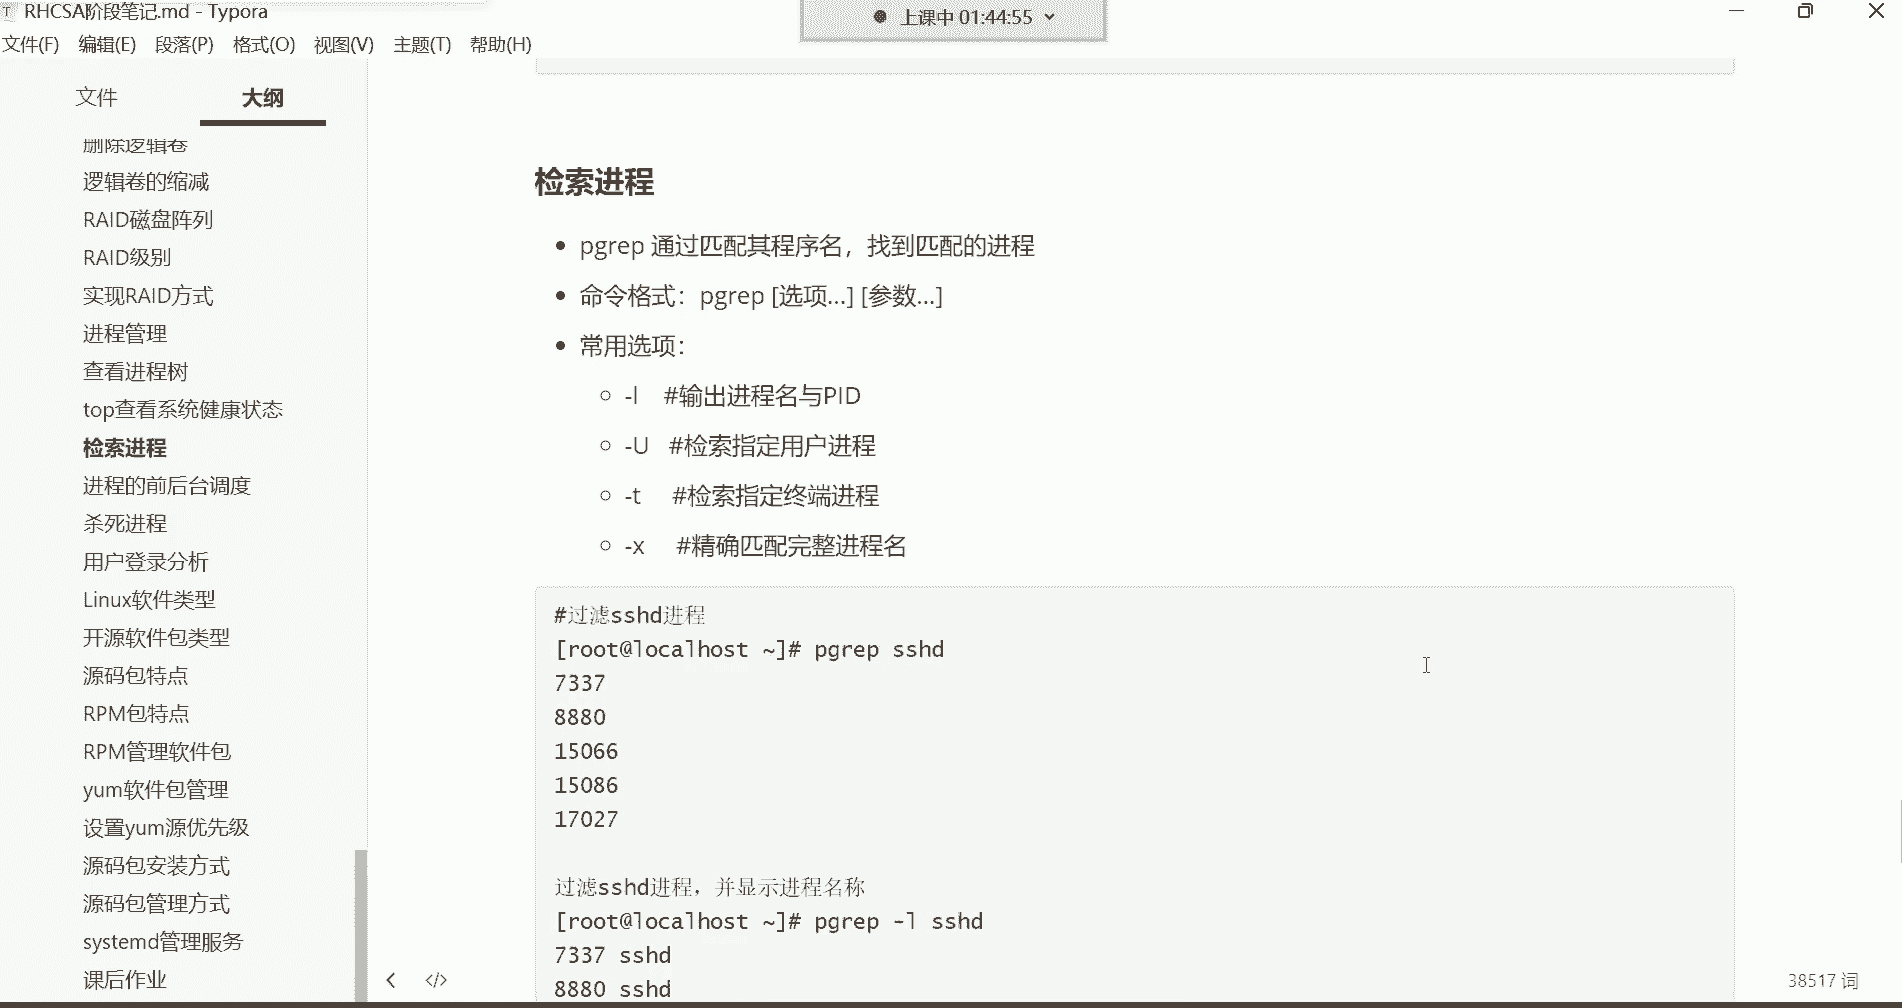 RHCSA阶段笔记.md - Typora
上课中 01:44:55
文件(F) 编辑(E) 段落(P) 格式(O) 视图(V) 主题(T) 帮助(H)
文件 大纲
删除逻辑卷
逻辑卷的缩减
RAID磁盘阵列
RAID级别
实现RAID方式
进程管理
查看进程树
top查看系统健康状态
检索进程
进程的前后台调度
杀死进程
用户登录分析
Linux软件类型
开源软件包类型
源码包特点
RPM包特点
RPM管理软件包
yum软件包管理
设置yum源优先级
源码包安装方式
源码包管理方式
systemd管理服务
课后作业
检索进程
pgrep 通过匹配其程序名，找到匹配的进程
命令格式：pgrep [选项...] [参数...]
常用选项：
-l #输出进程名与PID
-U #检索指定用户进程
-t #检索指定终端进程
-x #精确匹配完整进程名
#过滤sshd进程
[root@localhost ~]# pgrep sshd
7337
8880
15066
15086
17027
过滤sshd进程，并显示进程名称
[root@localhost ~]# pgrep -l sshd
7337 sshd
8880 sshd
38517 词